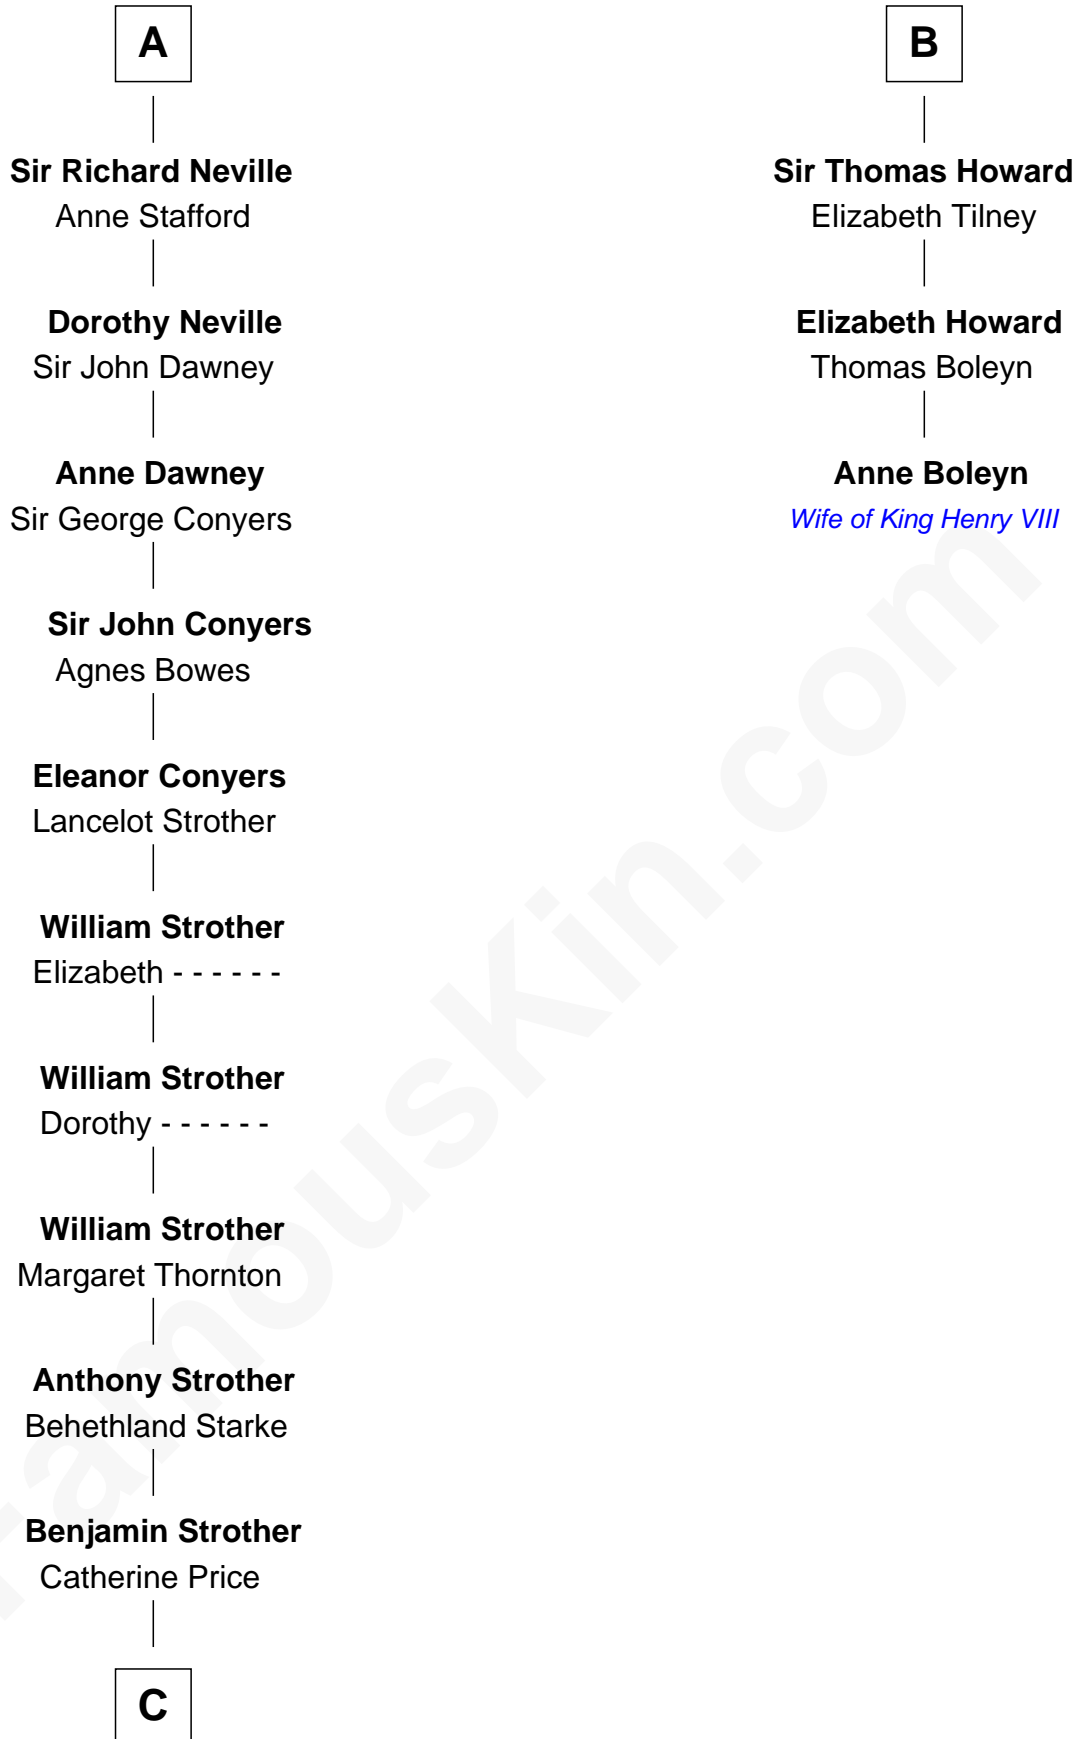 A
Sir Richard Neville
Anne Stafford
Dorothy Neville
Sir John Dawney
Anne Dawney
Sir George Conyers
Sir John Conyers
Agnes Bowes
Eleanor Conyers
Lancelot Strother
William Strother
Elizabeth - - - - - -
William Strother
Dorothy - - - - - -
William Strother
Margaret Thornton
Anthony Strother
Behethland Starke
Benjamin Strother
Catherine Price
C
B
Sir Thomas Howard
Elizabeth Tilney
Elizabeth Howard
Thomas Boleyn
Anne Boleyn
Wife of King Henry VIII
FamousKin.com